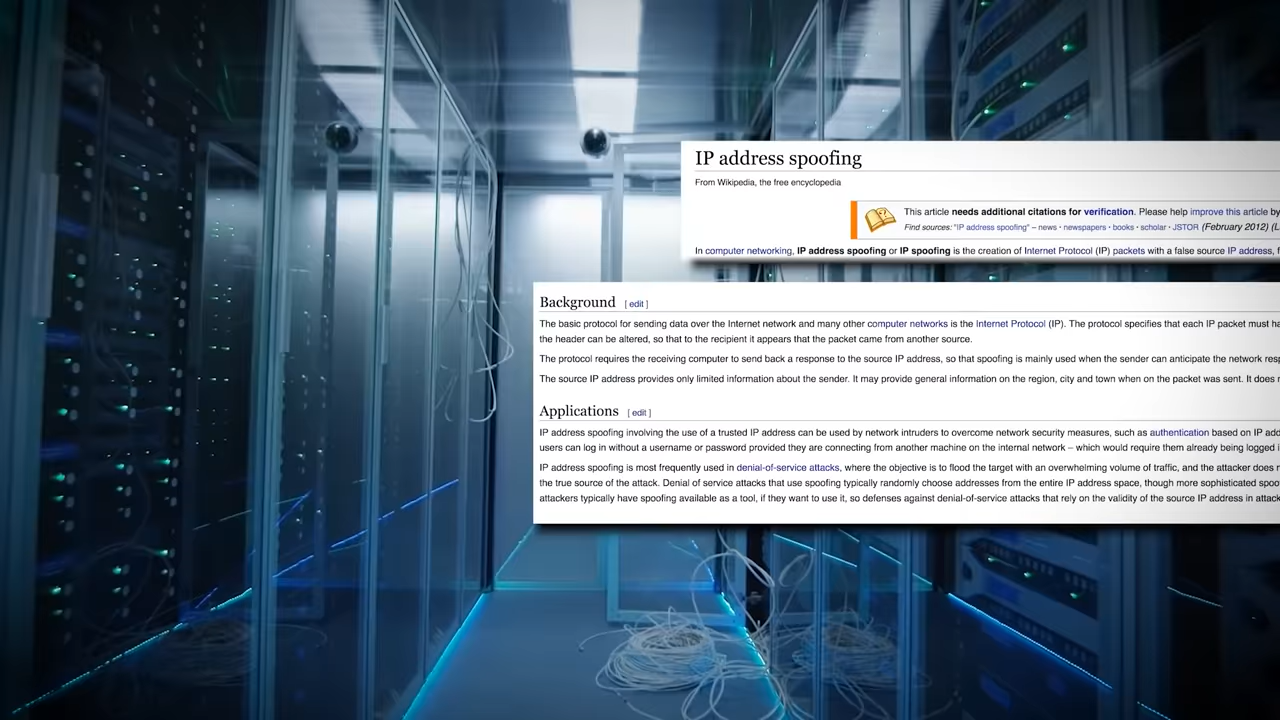 IP address spoofing
From Wikipedia, the free encyclopedia
This article needs additional citations for verification. Please help improve this article by
Find sources: "IP address spoofing" – news · newspapers · books · scholar · JSTOR (February 2012) (L
In computer networking, IP address spoofing or IP spoofing is the creation of Internet Protocol (IP) packets with a false source IP address, f
Background [ edit ]
The basic protocol for sending data over the Internet network and many other computer networks is the Internet Protocol (IP). The protocol specifies that each IP packet must h
the header can be altered, so that to the recipient it appears that the packet came from another source.
The protocol requires the receiving computer to send back a response to the source IP address, so that spoofing is mainly used when the sender can anticipate the network res
The source IP address provides only limited information about the sender. It may provide general information on the region, city and town when on the packet was sent. It does
Applications [ edit ]
IP address spoofing involving the use of a trusted IP address can be used by network intruders to overcome network security measures, such as authentication based on IP add
users can log in without a username or password provided they are connecting from another machine on the internal network – which would require them already being logged i
IP address spoofing is most frequently used in denial-of-service attacks, where the objective is to flood the target with an overwhelming volume of traffic, and the attacker does
the true source of the attack. Denial of service attacks that use spoofing typically randomly choose addresses from the entire IP address space, though more sophisticated spoo
attackers typically have spoofing available as a tool, if they want to use it, so defenses against denial-of-service attacks that rely on the validity of the source IP address in attack